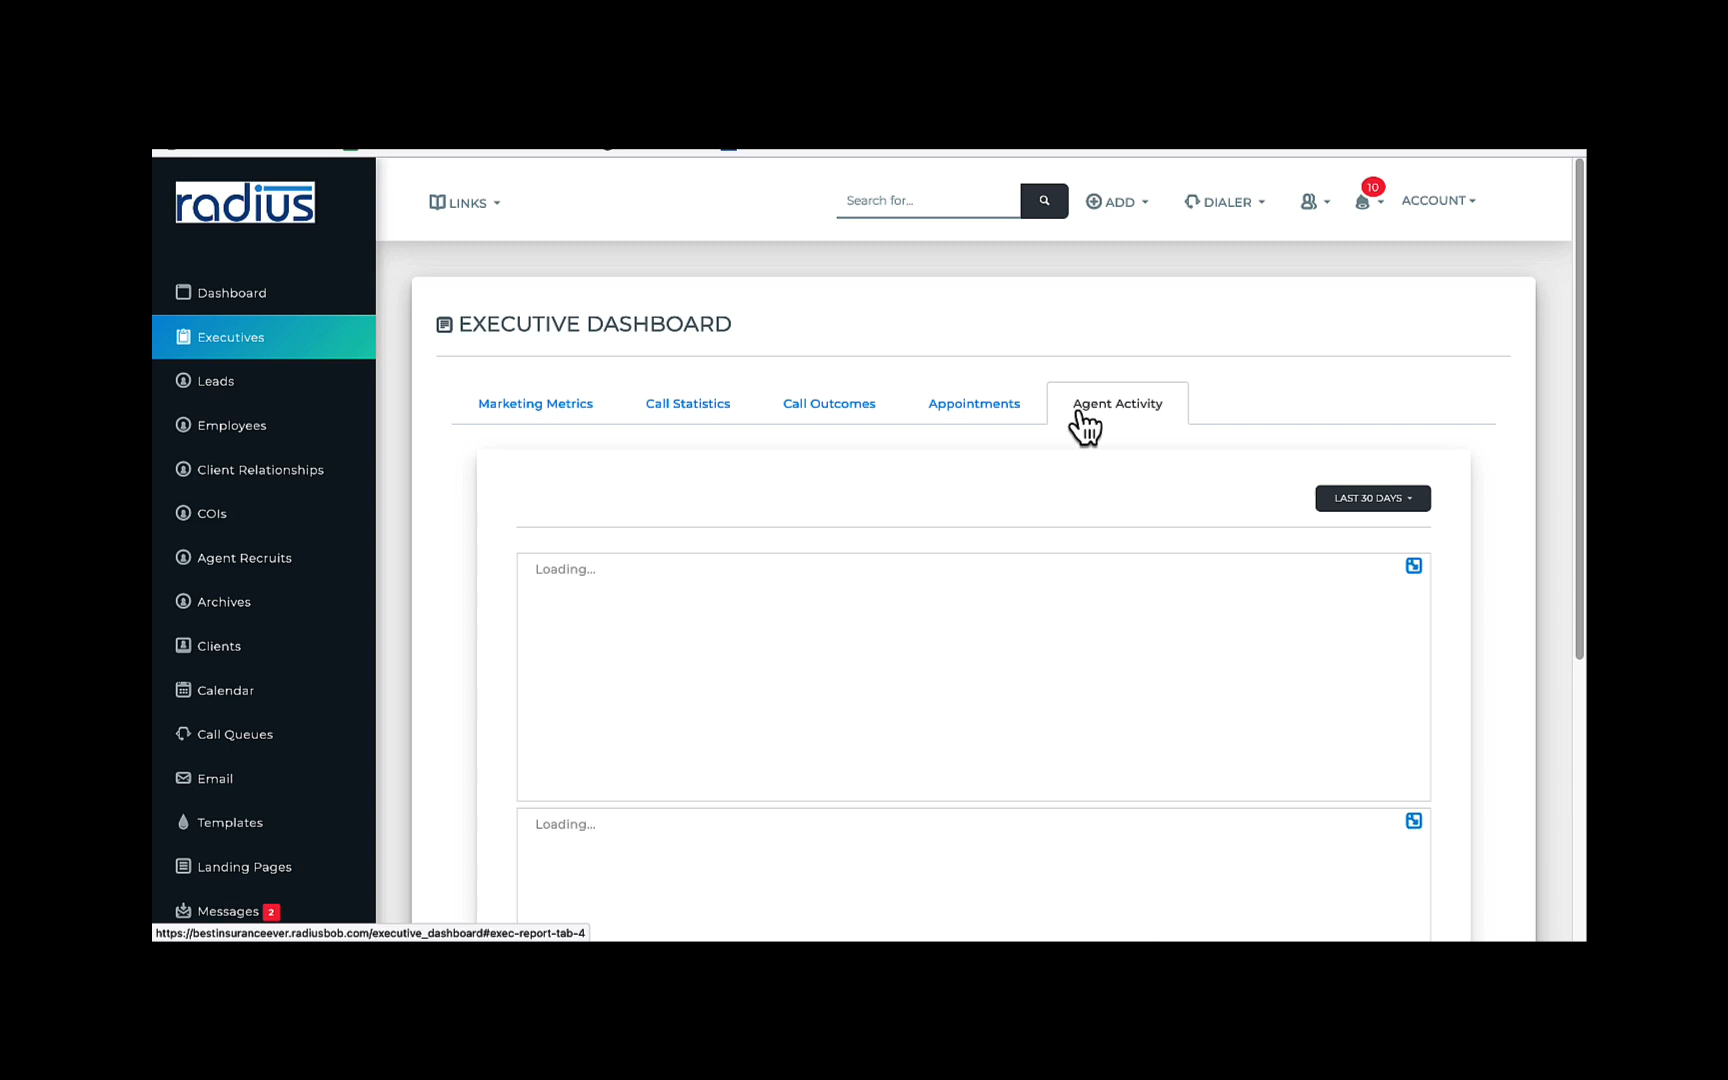 radius
LINKS
Search for...
ADD
DIALER
10
ACCOUNT
Dashboard
Executives
Leads
Employees
Client Relationships
COIs
Agent Recruits
Archives
Clients
Calendar
Call Queues
Email
Templates
Landing Pages
Messages 2
EXECUTIVE DASHBOARD
Marketing Metrics
Call Statistics
Call Outcomes
Appointments
Agent Activity
LAST 30 DAYS
Loading...
Loading...
https://bestinsuranceever.radiusbob.com/executive_dashboard#exec-report-tab-4